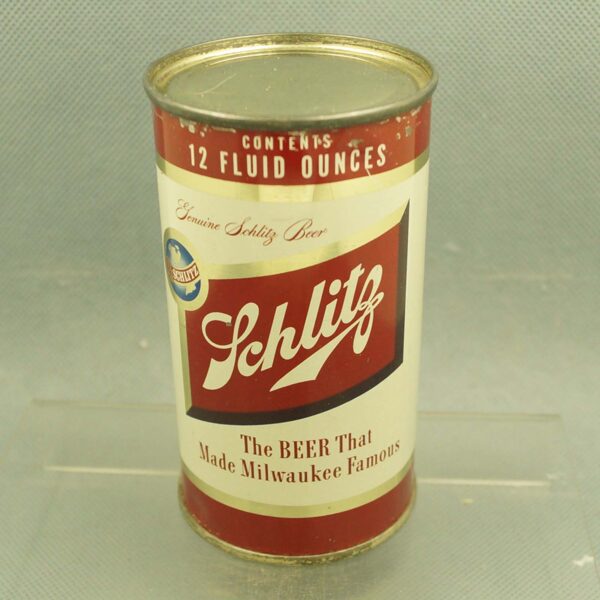 CONTENTS
12 FLUID OUNCES
Genuine Schlitz Beer
SCHLITZ
Schlitz
The BEER That
Made Milwaukee Famous